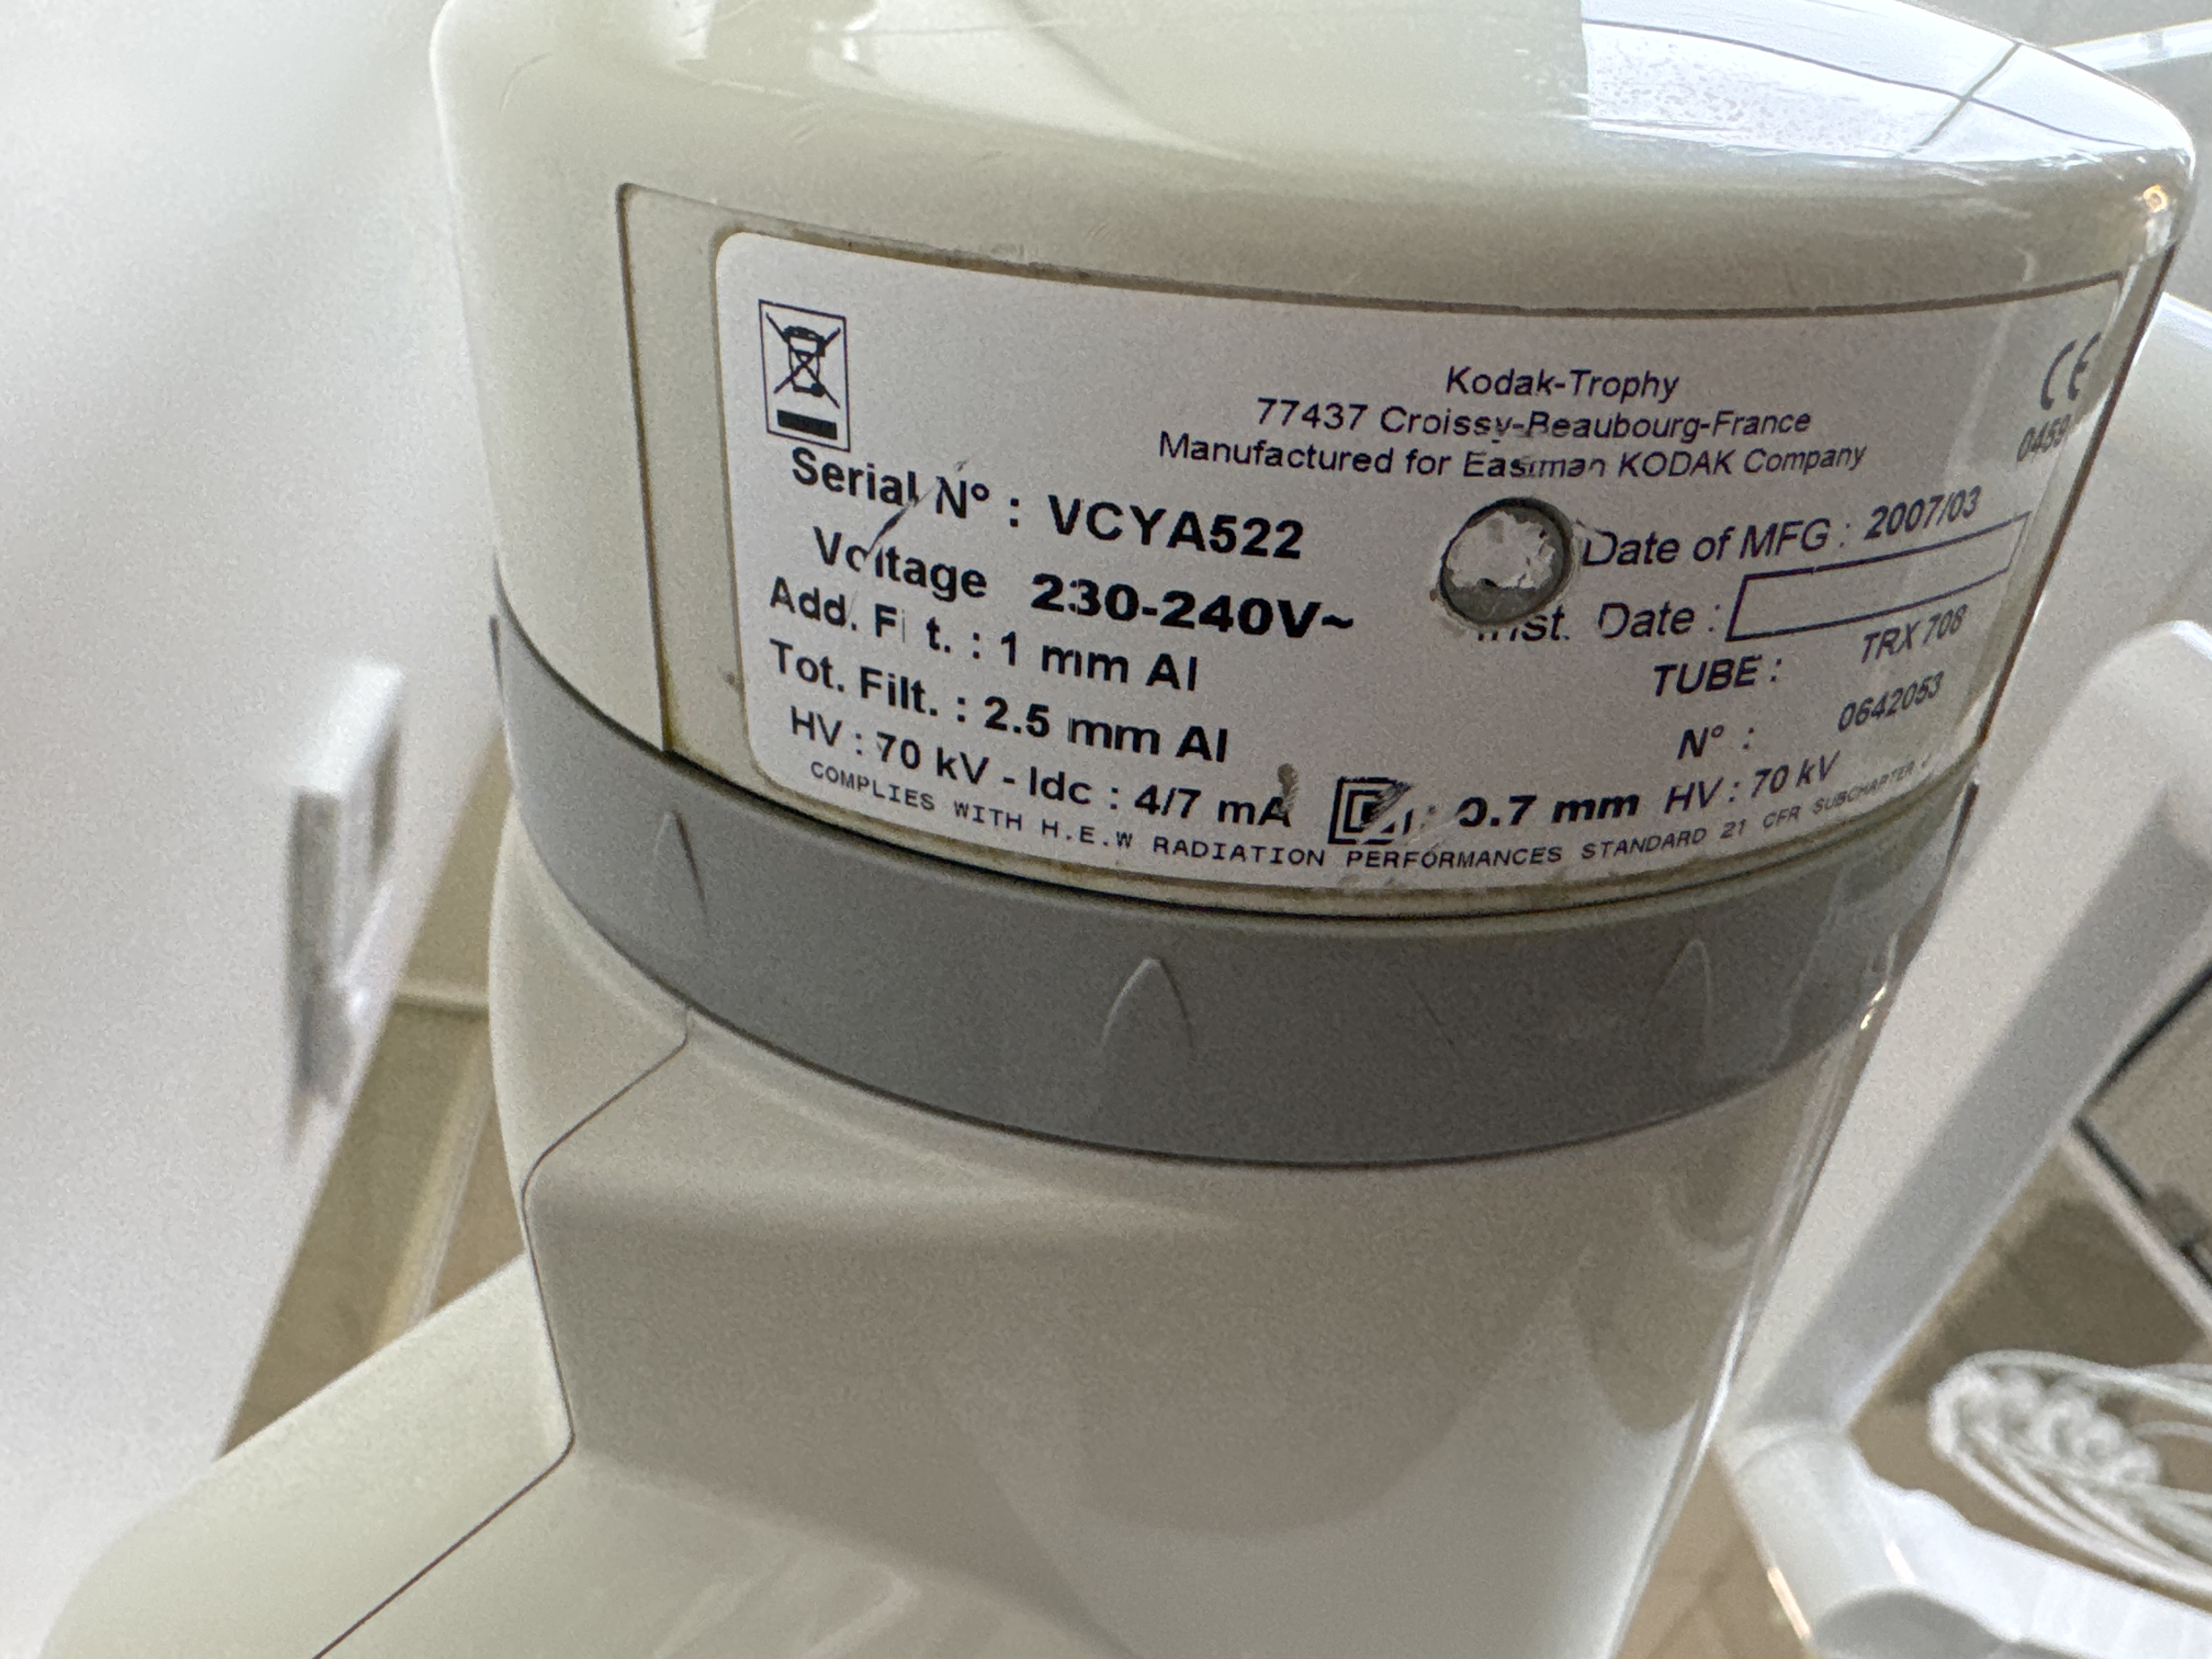 Kodak-Trophy
77437 Croissy-Beaubourg-France
Manufactured for Eastman KODAK Company
CE
0459
Serial N° : VCYA522
Voltage 230-240V~
Add. Filt. : 1 mm Al
Tot. Filt. : 2.5 mm Al
HV : 70 kV - Idc : 4/7 mA
: 0.7 mm
Date of MFG : 2007/03
Inst. Date :
TUBE : TRX 708
N° : 0642053
HV : 70 kV
COMPLIES WITH H.E.W RADIATION PERFORMANCES STANDARD 21 CFR SUBCHAPTER